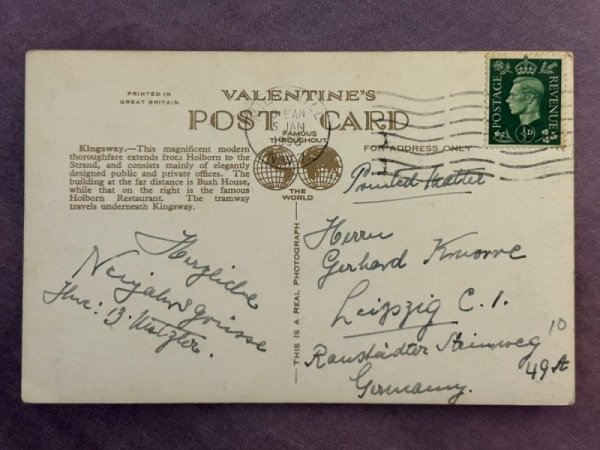 PRINTED IN
GREAT BRITAIN
VALENTINE'S
POST CARD
FAMOUS
THROUGHOUT
THE
WORLD
FOR ADDRESS ONLY
Kingsway.—This magnificent modern
thoroughfare extends from Holborn to the
Strand, and consists mainly of elegantly
designed public and private offices. The
building at the far distance is Bush House,
while that on the right is the famous
Holborn Restaurant. The tramway
travels underneath Kingsway.
THIS IS A REAL PHOTOGRAPH
POSTAGE
REVENUE
½D
5 JAN
Printed Matter
Herzliche
Neujahrsgrüsse
Ihre:
Herrn
Gerhard Knorre
Leipzig C.1.
Ranstädter Steinweg 10
49A
Germany.